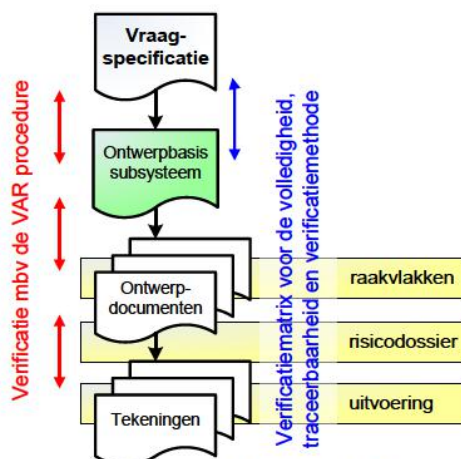 Vraag-
specificatie
Ontwerpbasis
subsysteem
Ontwerp-
documenten
Tekeningen
raakvlakken
risicodossier
uitvoering
Verificatie mbv de VAR procedure
Verificatiematrix voor de volledigheid,
traceerbaarheid en verificatiemethode